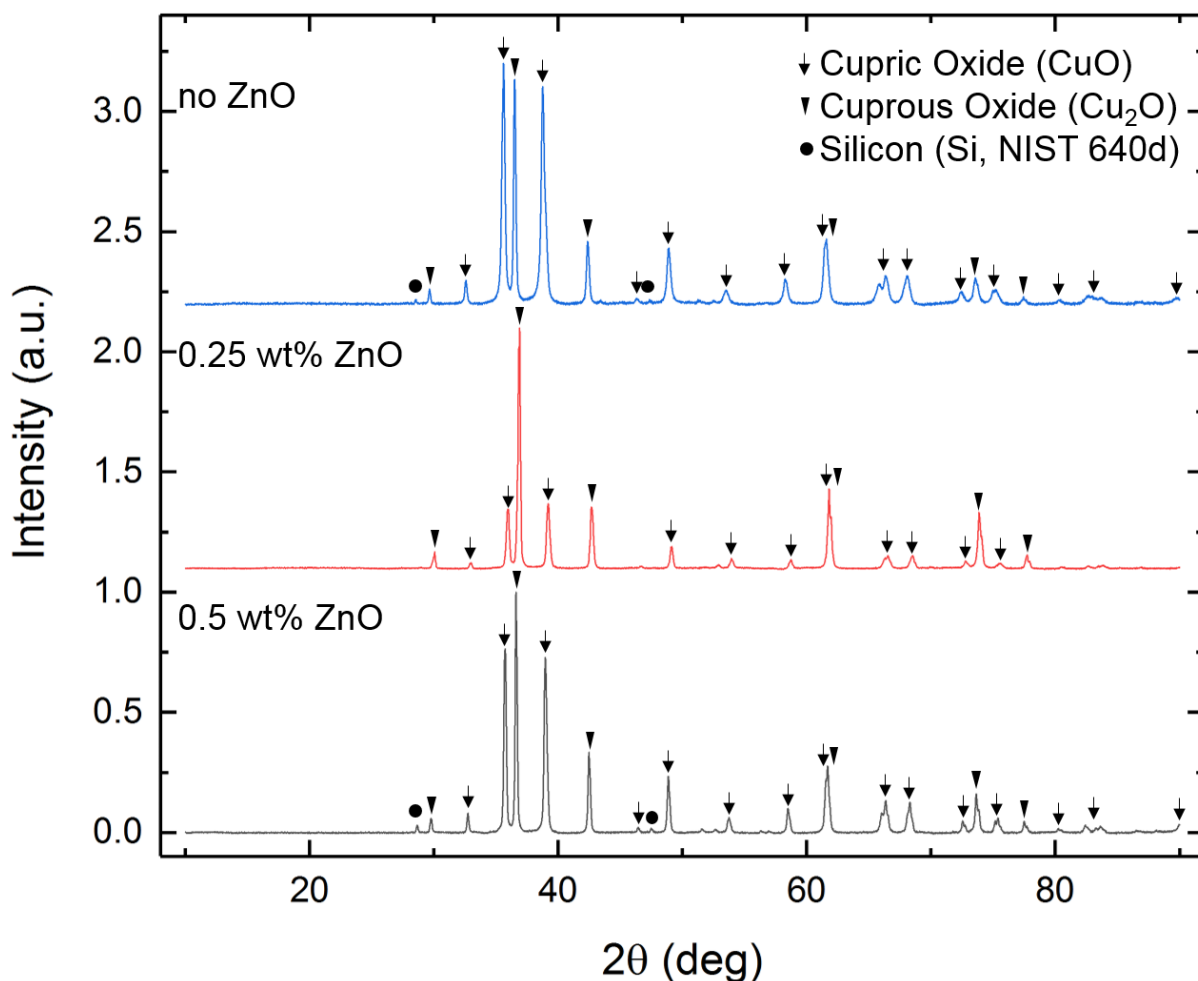 no ZnO
Cupric Oxide (CuO)
Cuprous Oxide (Cu₂O)
Silicon (Si, NIST 640d)
0.25 wt% ZnO
0.5 wt% ZnO
Intensity (a.u.)
3.0
2.5
2.0
1.5
1.0
0.5
0.0
20
40
60
80
2θ (deg)